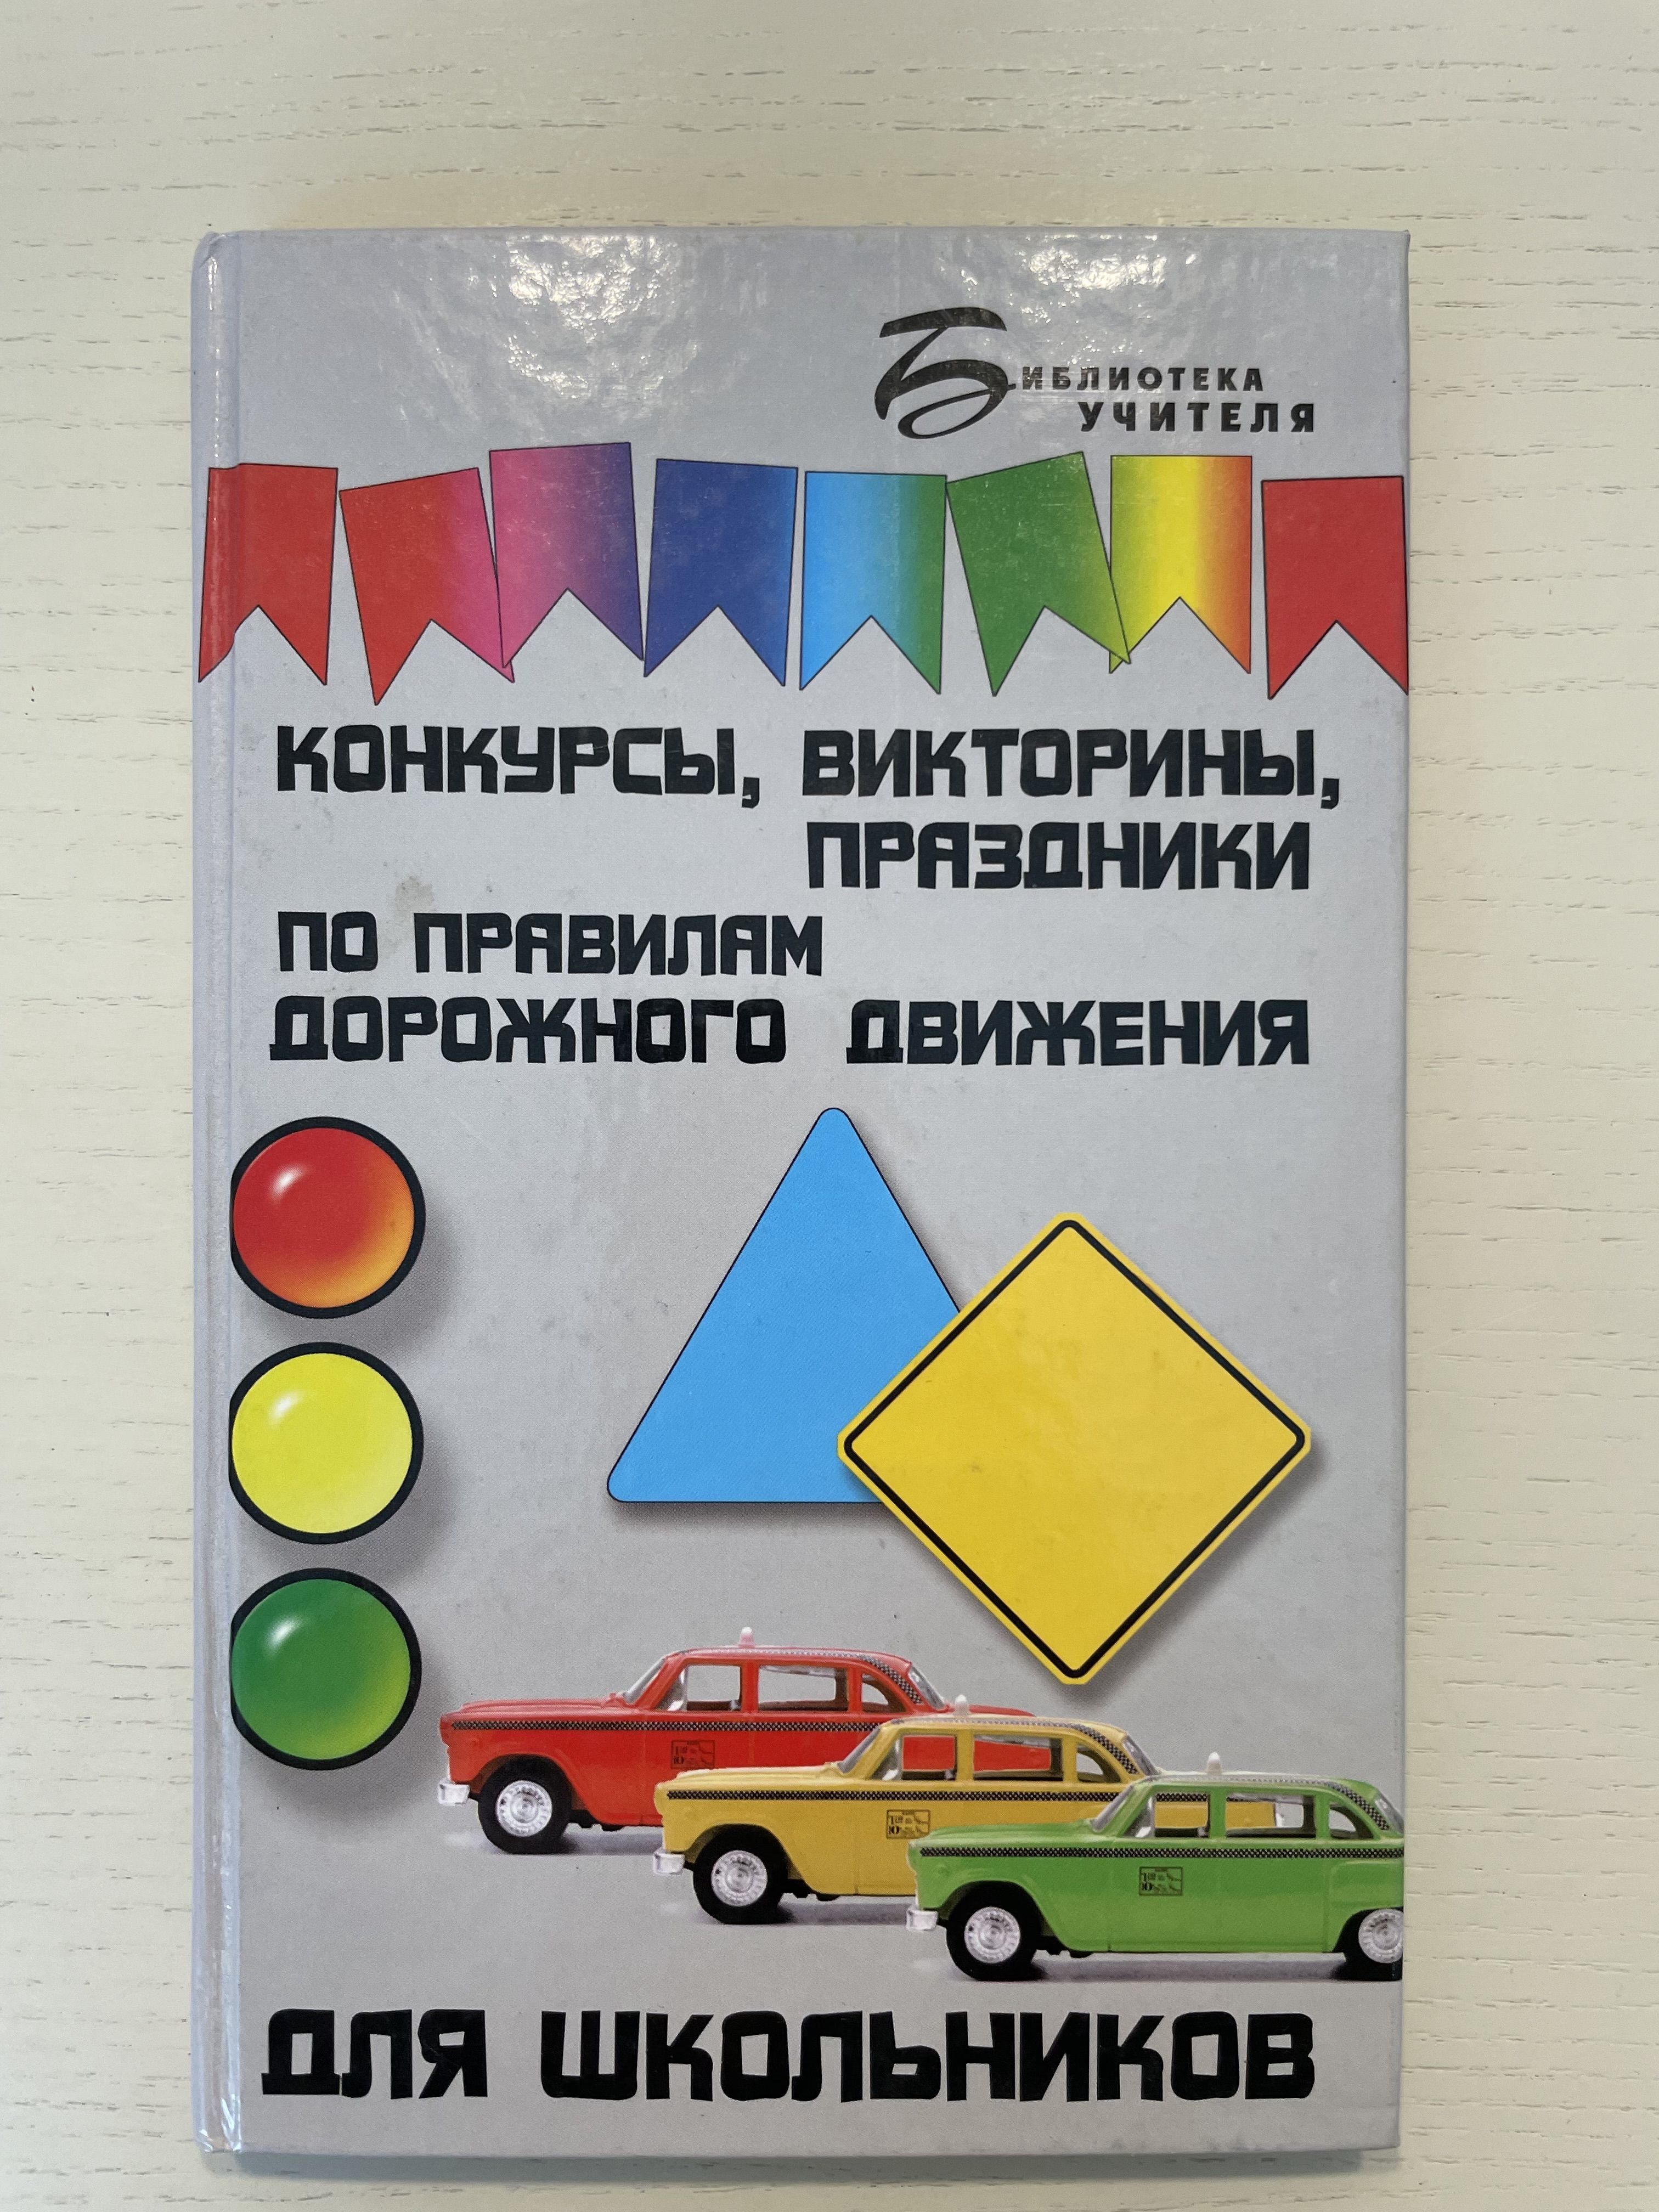 БИБЛИОТЕКА
УЧИТЕЛЯ
КОНКУРСЫ, ВИКТОРИНЫ,
ПРАЗДНИКИ
ПО ПРАВИЛАМ
ДОРОЖНОГО ДВИЖЕНИЯ
ДЛЯ ШКОЛЬНИКОВ